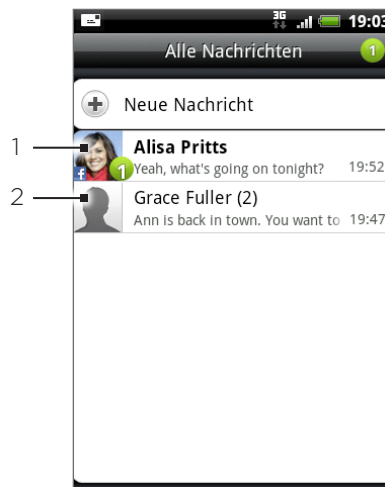 3G 19:03
Alle Nachrichten 1
Neue Nachricht
1 Alisa Pritts
f 1 Yeah, what's going on tonight? 19:52
2 Grace Fuller (2)
Ann is back in town. You want to 19:47